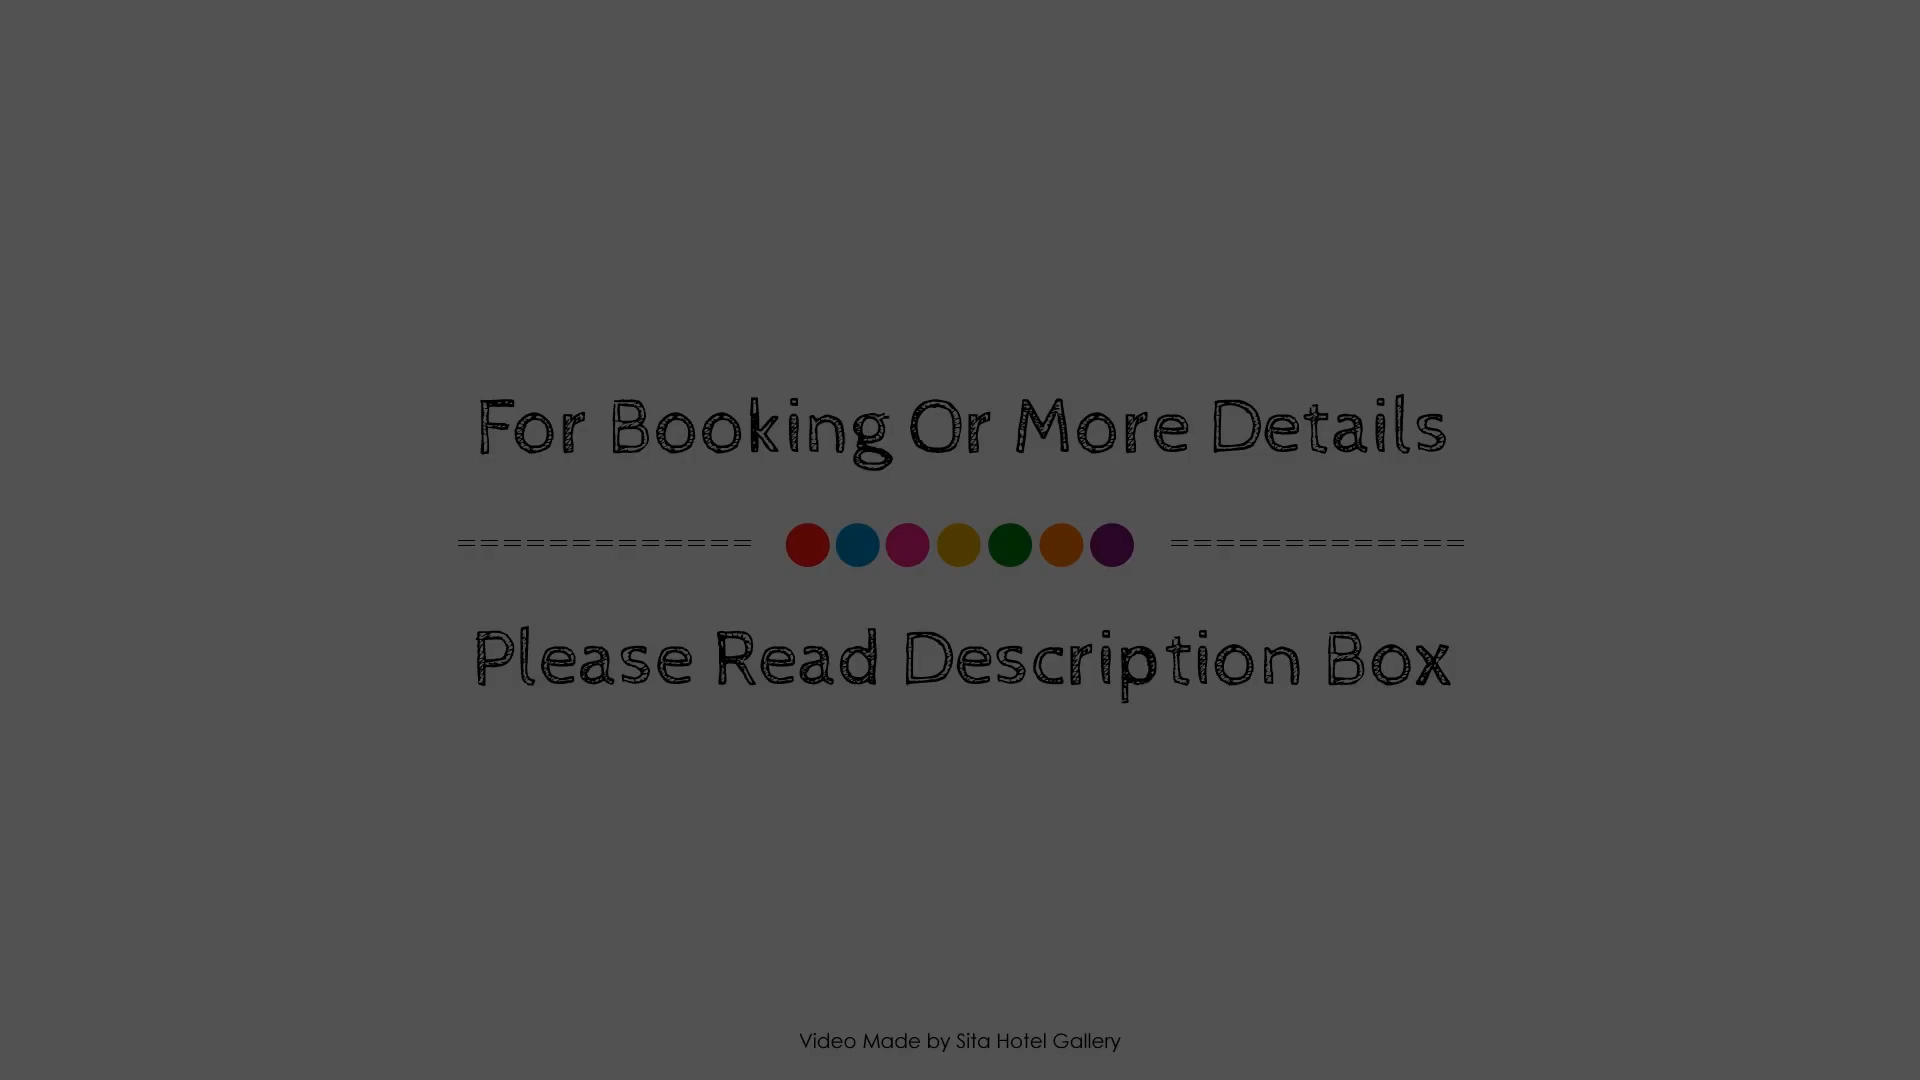 For Booking Or More Details
============= =============
Please Read Description Box
Video Made by Sita Hotel Gallery